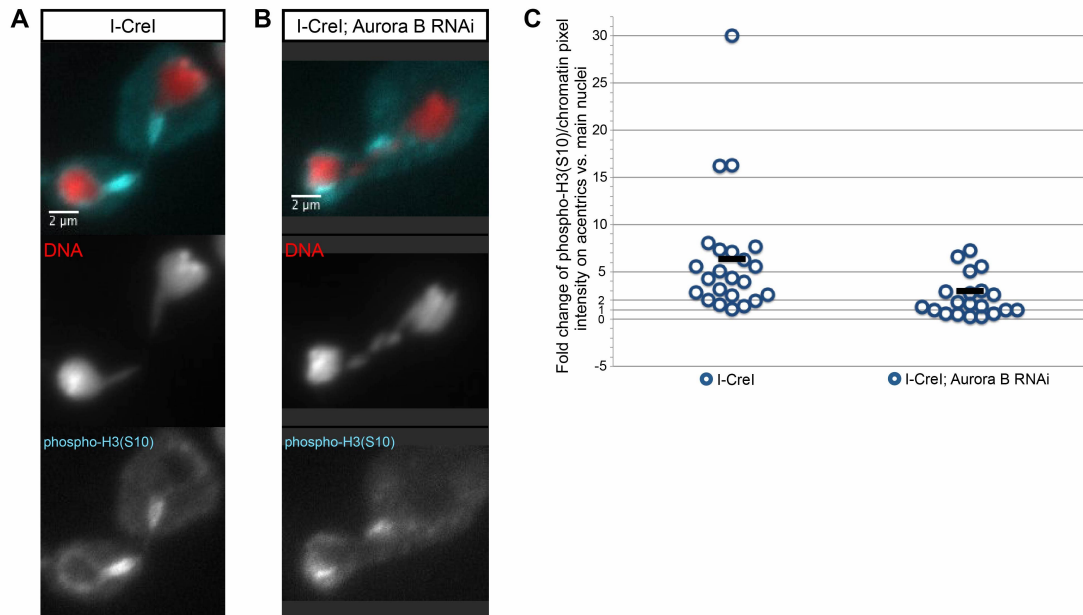 A
I-CreI
2 µm
DNA
phospho-H3(S10)
B
I-CreI; Aurora B RNAi
2 µm
DNA
phospho-H3(S10)
C
Fold change of phospho-H3(S10)/chromatin pixel
intensity on acentrics vs. main nuclei
30
25
20
15
10
5
2
1
0
-5
I-CreI
I-CreI; Aurora B RNAi